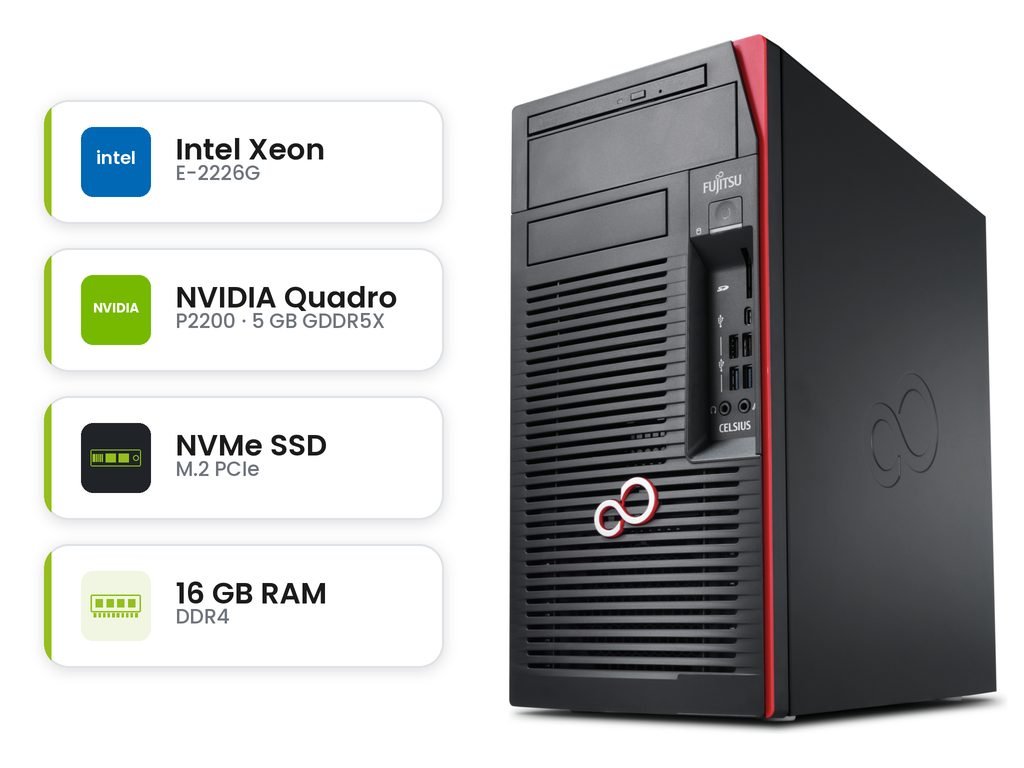 intel
Intel Xeon
E-2226G
NVIDIA
NVIDIA Quadro
P2200 · 5 GB GDDR5X
NVMe SSD
M.2 PCIe
16 GB RAM
DDR4
FUJITSU
SD
CELSIUS